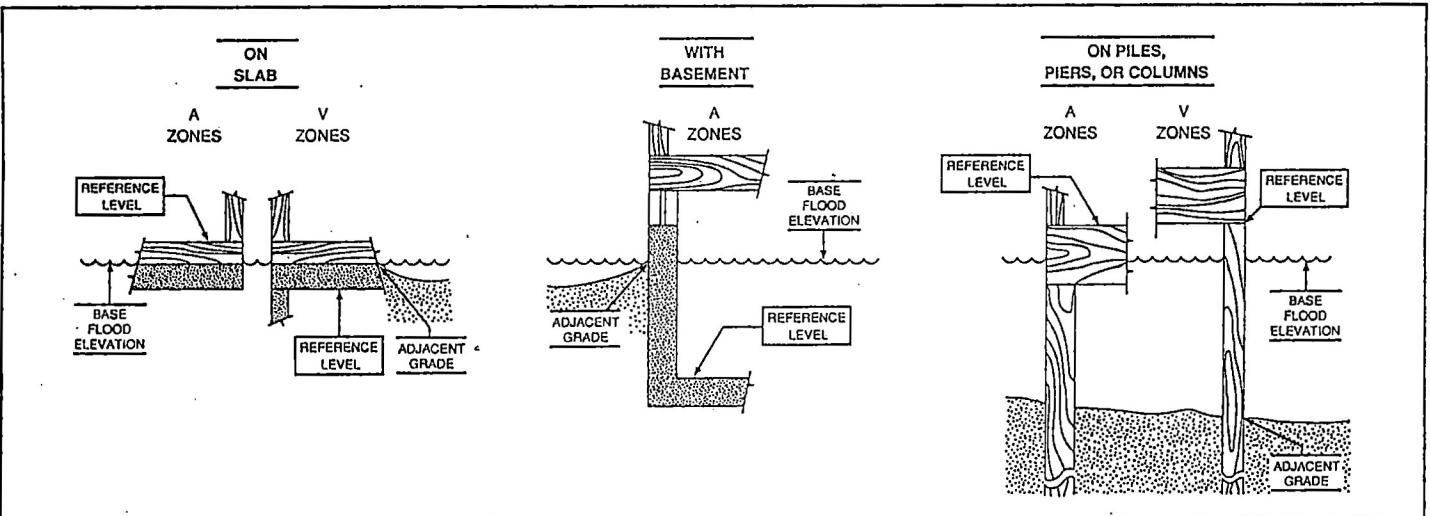 ON
SLAB
A
ZONES
V
ZONES
REFERENCE
LEVEL
BASE
FLOOD
ELEVATION
REFERENCE
LEVEL
ADJACENT
GRADE
WITH
BASEMENT
A
ZONES
BASE
FLOOD
ELEVATION
ADJACENT
GRADE
REFERENCE
LEVEL
ON PILES,
PIERS, OR COLUMNS
A
ZONES
V
ZONES
REFERENCE
LEVEL
REFERENCE
LEVEL
BASE
FLOOD
ELEVATION
ADJACENT
GRADE